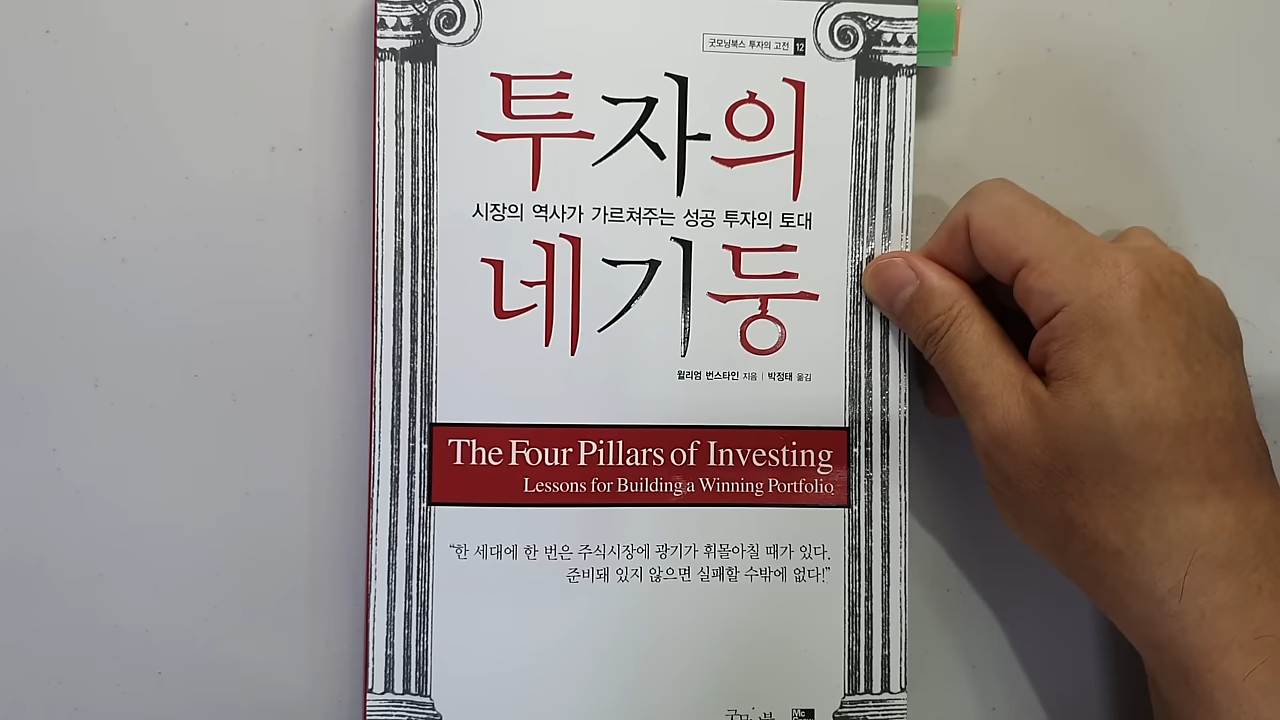 굿모닝북스 투자의 고전 12
투자의
시장의 역사가 가르쳐주는 성공 투자의 토대
네기둥
윌리엄 번스타인 지음 | 박정태 옮김
The Four Pillars of Investing
Lessons for Building a Winning Portfolio
“한 세대에 한 번은 주식시장에 광기가 휘몰아칠 때가 있다.
준비돼 있지 않으면 실패할 수밖에 없다!”
Mc